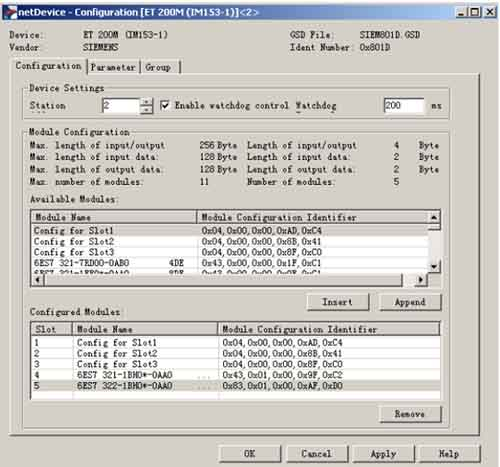 netDevice - Configuration [ET 200M (IM153-1)]<2>
Device: ET 200M (IM153-1) GSD File: SIEM801D.GSD
Vendor: SIEMENS Ident Number: 0x801D
Configuration Parameter Group
Device Settings
Station 2 Enable watchdog control Watchdog 200 ms
Module Configuration
Max. length of input/output 256 Byte Length of input/output 4 Byte
Max. length of input data: 128 Byte Length of input data: 2 Byte
Max. length of output data: 128 Byte Length of output data: 2 Byte
Max. number of modules: 11 Number of modules: 5
Available Modules:
Module Name Module Configuration Identifier
Config for Slot1 0x04, 0x00, 0x00, 0xAD, 0xC4
Config for Slot2 0x04, 0x00, 0x00, 0x8B, 0x41
Config for Slot3 0x04, 0x00, 0x00, 0x8F, 0xC0
6ES7 321-7RD00-0AB0 4DE 0x43, 0x00, 0x00, 0x1F, 0xC1
Insert Append
Configured Modules:
Slot Module Name Module Configuration Identifier
1 Config for Slot1 0x04, 0x00, 0x00, 0xAD, 0xC4
2 Config for Slot2 0x04, 0x00, 0x00, 0x8B, 0x41
3 Config for Slot3 0x04, 0x00, 0x00, 0x8F, 0xC0
4 6ES7 321-1BH0*-0AA0 ... 0x43, 0x01, 0x00, 0x9F, 0xC2
5 6ES7 322-1BH0*-0AA0 ... 0x83, 0x01, 0x00, 0xAF, 0xD0
Remove
OK Cancel Apply Help